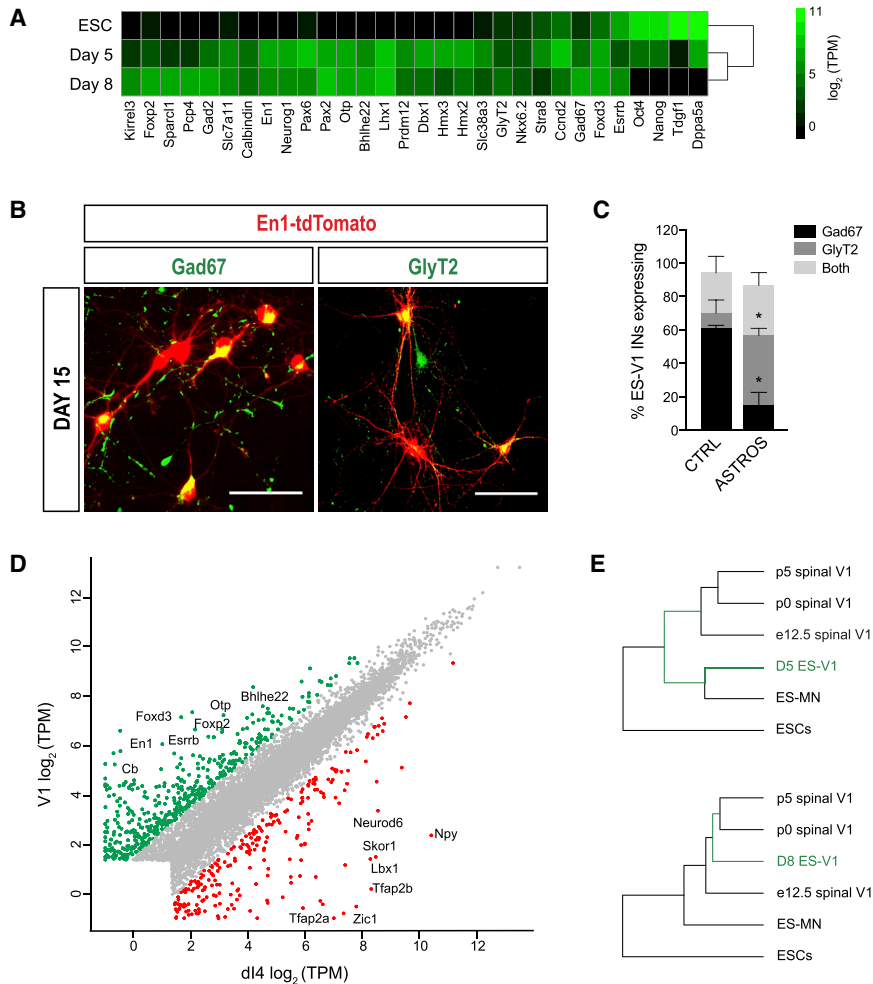 A
ESC
Day 5
Day 8
Kirrel3
Foxp2
Sparcl1
Pcp4
Gad2
Slc7a11
Calbindin
En1
Neurog1
Pax6
Pax2
Otp
Bhlhe22
Lhx1
Prdm12
Dbx1
Hmx3
Hmx2
Slc38a3
GlyT2
Nkx6.2
Stra8
Ccnd2
Gad67
Foxd3
Esrrb
Oct4
Nanog
Tdgf1
Dppa5a
11
5
0
log2 (TPM)
B
En1-tdTomato
Gad67
GlyT2
DAY 15
C
120
100
80
60
40
20
0
% ES-V1 INs expressing
*
*
CTRL
ASTROS
Gad67
GlyT2
Both
D
12
10
8
6
4
2
0
V1 log2 (TPM)
Bhlhe22
Otp
Foxd3
Foxp2
En1
Esrrb
Cb
Neurod6
Npy
Skor1
Lbx1
Tfap2b
Tfap2a
Zic1
0
2
4
6
8
10
12
dI4 log2 (TPM)
E
p5 spinal V1
p0 spinal V1
e12.5 spinal V1
D5 ES-V1
ES-MN
ESCs
p5 spinal V1
p0 spinal V1
D8 ES-V1
e12.5 spinal V1
ES-MN
ESCs